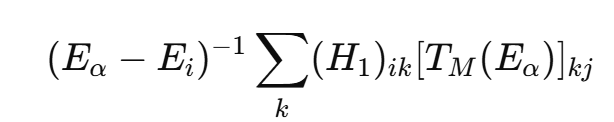 (E_α − E_i)^{−1} ∑_k (H_1)_{ik}[T_M(E_α)]_{kj}